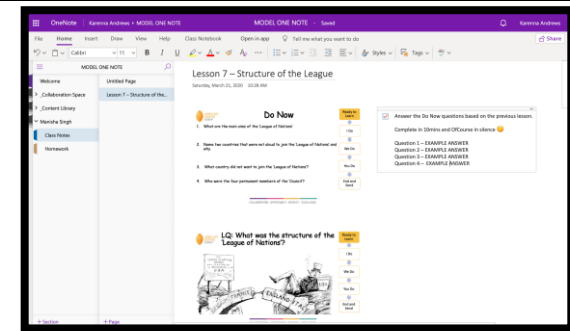 OneNote Karenna Andrews • MODEL ONE NOTE
MODEL ONE NOTE - Saved
Karenna Andrews
File Home Insert Draw View Help Class Notebook Open in app Tell me what you want to do
Share
Calibri 11 B I U A Styles Tags
MODEL ONE NOTE
Welcome
_Collaboration Space
_Content Library
Manisha Singh
Class Notes
Homework
+ Section
Untitled Page
Lesson 7 – Structure of the...
+ Page
Lesson 7 – Structure of the League
Saturday, March 21, 2020 10:28 AM
Do Now
1. What are the main aims of the League of Nations?
2. Name two countries that were not allowed to join the League of Nations and why.
3. What country did not want to join the League of Nations?
4. Who were the four permanent members of the 'Council'?
Ready to Learn
I Do
We Do
You Do
Exit and Send
Answer the Do Now questions based on the previous lesson.
Complete in 10mins and OfCourse in silence
Question 1 – EXAMPLE ANSWER
Question 2 – EXAMPLE ANSWER
Question 3 – EXAMPLE ANSWER
Question 4 – EXAMPLE ANSWER
LQ: What was the structure of the
'League of Nations'?
Ready to Learn
I Do
We Do
You Do
Exit and Send